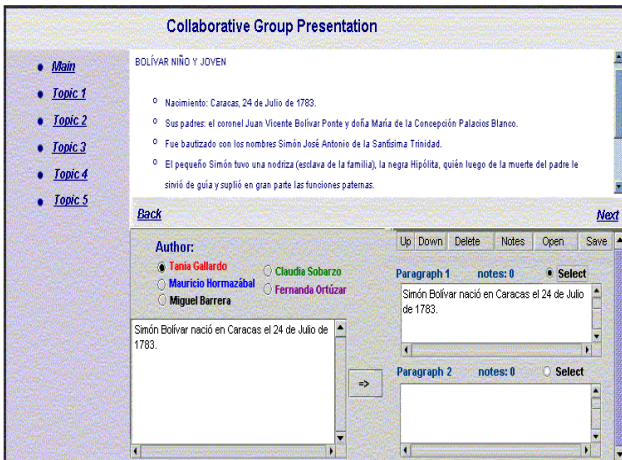 Collaborative Group Presentation
Main
Topic 1
Topic 2
Topic 3
Topic 4
Topic 5
BOLÍVAR NIÑO Y JOVEN
Nacimiento: Caracas, 24 de Julio de 1783.
Sus padres: el coronel Juan Vicente Bolívar Ponte y doña María de la Concepción Palacios Blanco.
Fue bautizado con los nombres Simón José Antonio de la Santísima Trinidad.
El pequeño Simón tuvo una nodriza (esclava de la familia), la negra Hipólita, quién luego de la muerte del padre le
sirvió de guía y suplió en gran parte las funciones paternas.
Back
Next
Author:
Tania Gallardo
Claudia Sobarzo
Mauricio Hormazábal
Fernanda Ortúzar
Miguel Barrera
Simón Bolívar nació en Caracas el 24 de Julio de
1783.
=>
Up Down Delete Notes Open Save
Paragraph 1 notes: 0 Select
Simón Bolívar nació en Caracas el 24 de Julio
de 1783.
Paragraph 2 notes: 0 Select